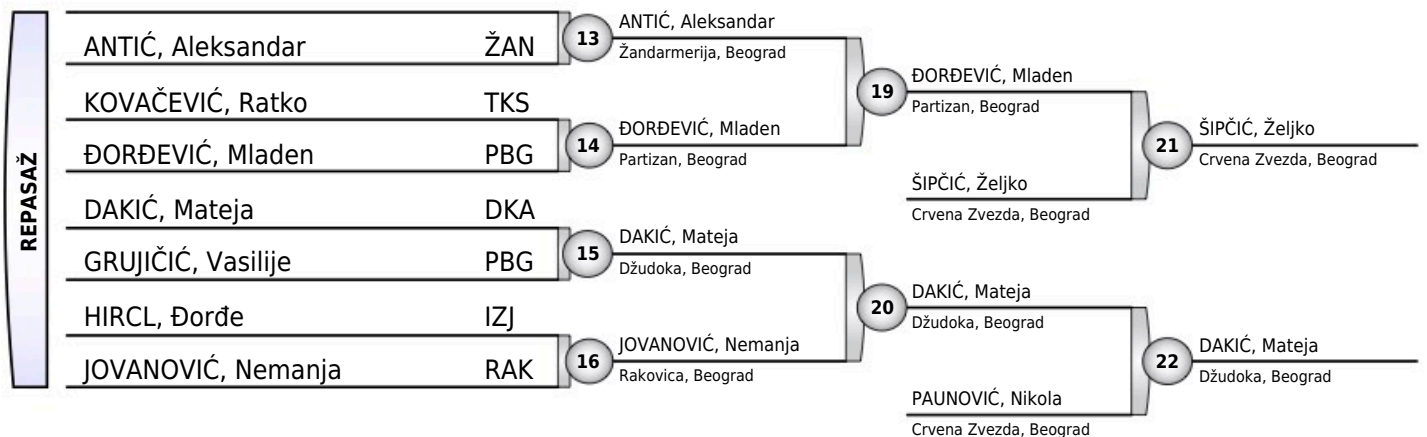 REPASAŽ
ANTIĆ, Aleksandar ŽAN
KOVAČEVIĆ, Ratko TKS
ĐORĐEVIĆ, Mladen PBG
DAKIĆ, Mateja DKA
GRUJIČIĆ, Vasilije PBG
HIRCL, Đorđe IZJ
JOVANOVIĆ, Nemanja RAK
13
ANTIĆ, Aleksandar
Žandarmerija, Beograd
14
ĐORĐEVIĆ, Mladen
Partizan, Beograd
15
DAKIĆ, Mateja
Džudoka, Beograd
16
JOVANOVIĆ, Nemanja
Rakovica, Beograd
19
ĐORĐEVIĆ, Mladen
Partizan, Beograd
ŠIPČIĆ, Željko
Crvena Zvezda, Beograd
20
DAKIĆ, Mateja
Džudoka, Beograd
PAUNOVIĆ, Nikola
Crvena Zvezda, Beograd
21
ŠIPČIĆ, Željko
Crvena Zvezda, Beograd
22
DAKIĆ, Mateja
Džudoka, Beograd